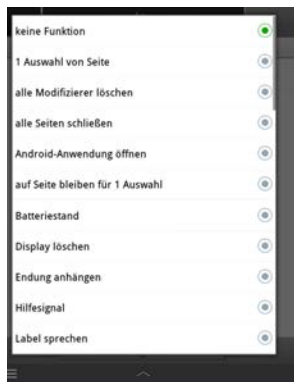 keine Funktion
1 Auswahl von Seite
alle Modifizierer löschen
alle Seiten schließen
Android-Anwendung öffnen
auf Seite bleiben für 1 Auswahl
Batteriestand
Display löschen
Endung anhängen
Hilfesignal
Label sprechen